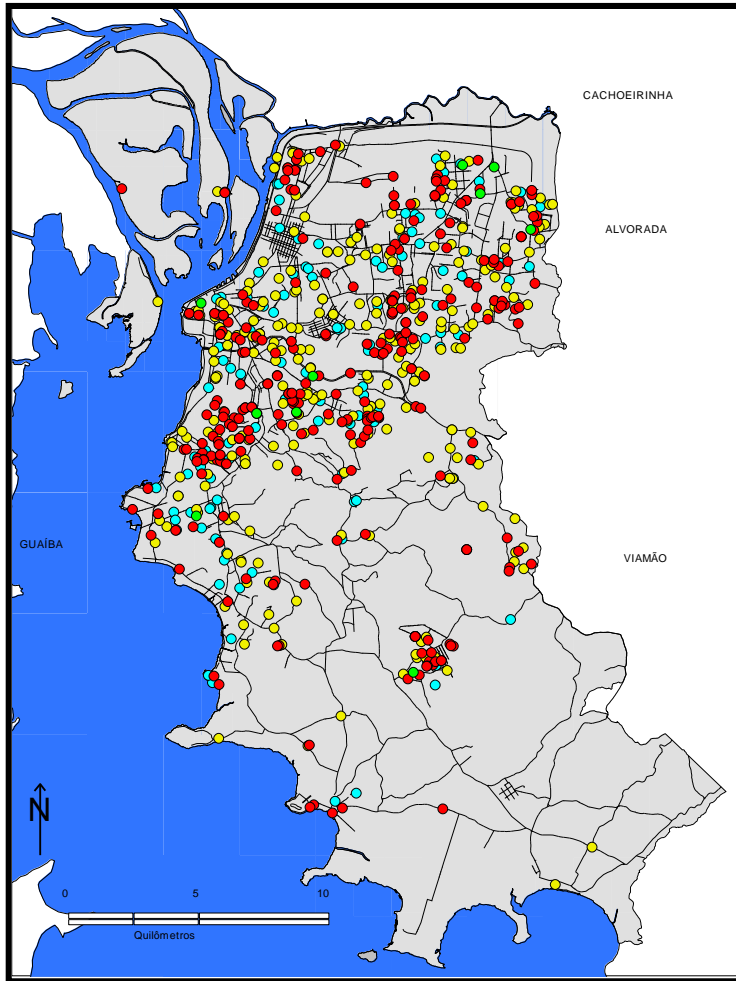 CACHOEIRINHA
ALVORADA
GUAÍBA
VIAMÃO
N
0 5 10
Quilômetros